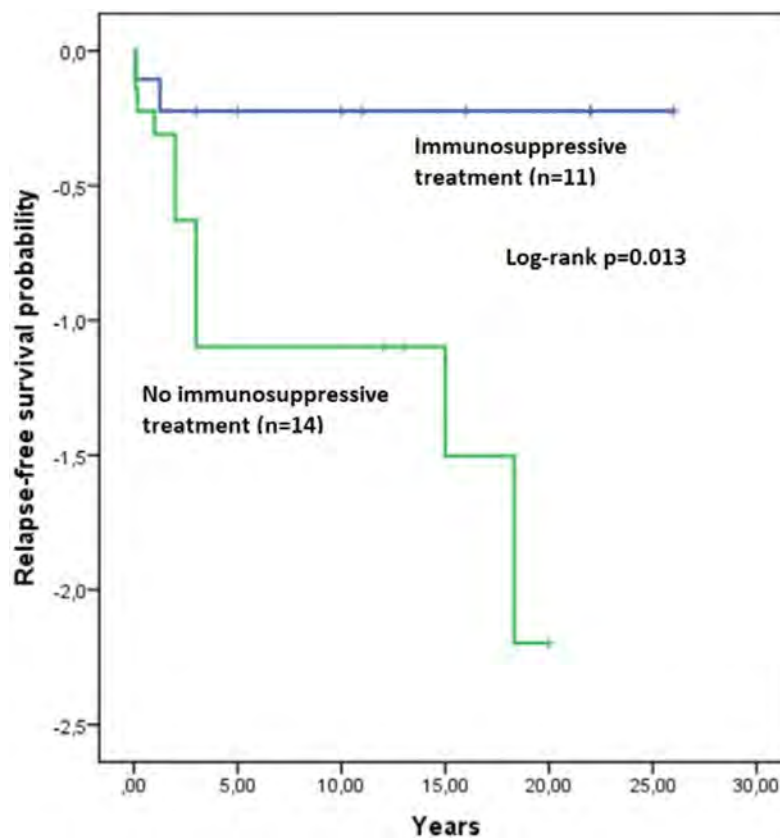 0,0
-0,5
-1,0
-1,5
-2,0
-2,5
Relapse-free survival probability
Immunosuppressive
treatment (n=11)
Log-rank p=0.013
No immunosuppressive
treatment (n=14)
,00
5,00
10,00
15,00
20,00
25,00
30,00
Years